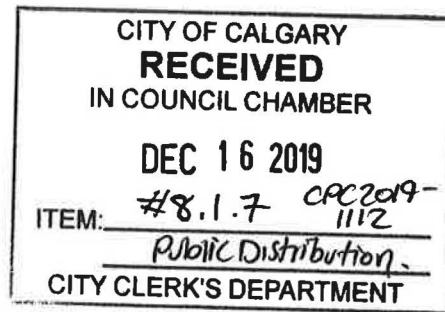 CITY OF CALGARY
RECEIVED
IN COUNCIL CHAMBER
DEC 16 2019
ITEM: #8.1.7 CPC2019-
1112
Public Distribution.
CITY CLERK'S DEPARTMENT